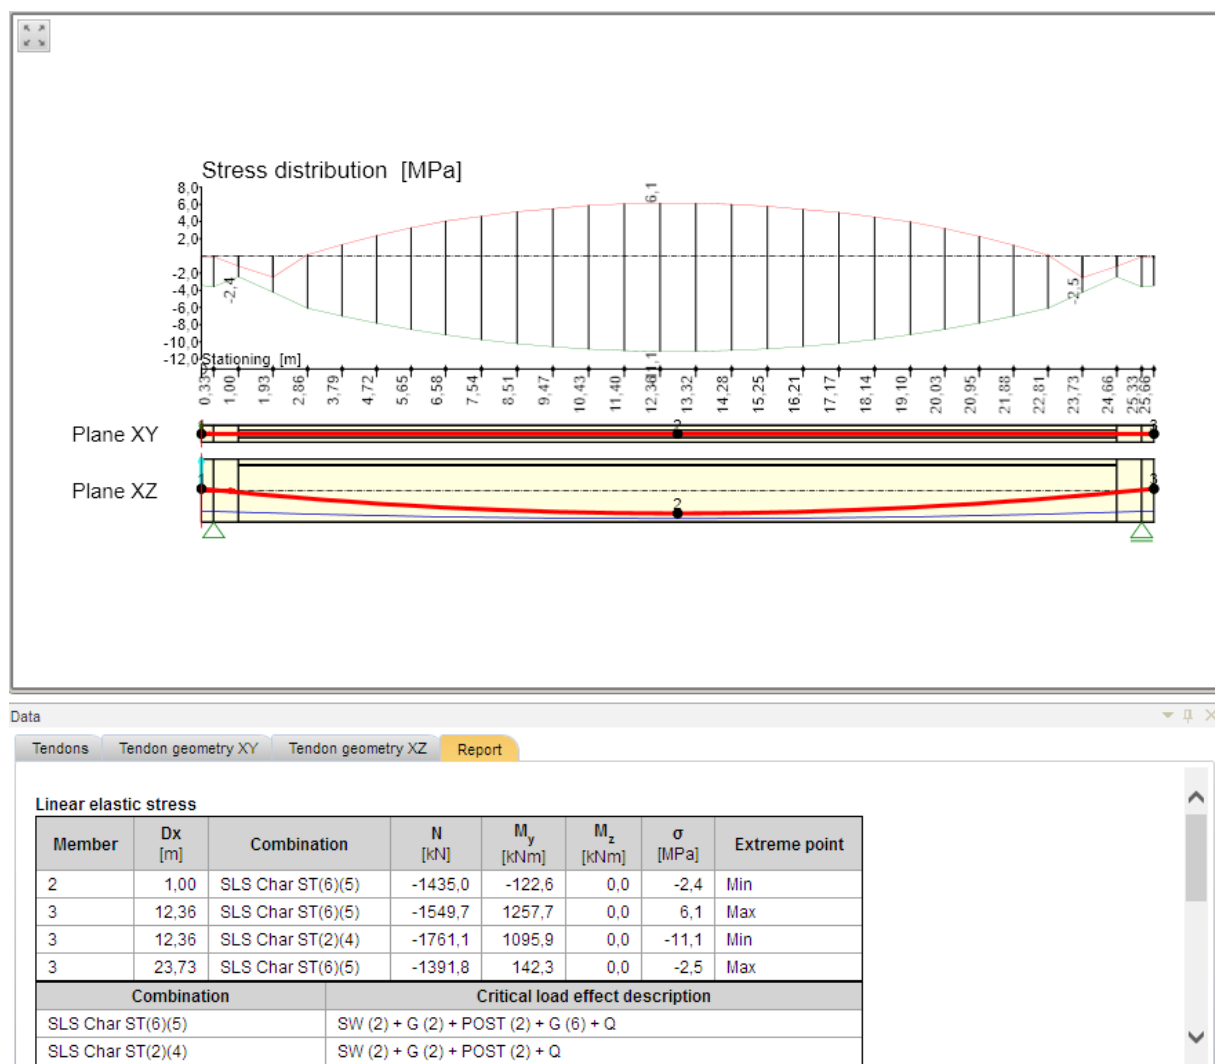 Stress distribution [MPa]
8,0
6,0
4,0
2,0
-2,0
-4,0
-6,0
-8,0
-10,0
-12,0
6,1
-2,4
-2,5
Stationing [m]
0,33 1,00 1,93 2,86 3,79 4,72 5,65 6,58 7,54 8,51 9,47 10,43 11,40 12,36 13,32 14,28 15,25 16,21 17,17 18,14 19,10 20,03 20,95 21,88 22,81 23,73 24,66 25,33 25,66
Plane XY
2 3
Plane XZ
1 2 3
Data
Tendons Tendon geometry XY Tendon geometry XZ Report
Linear elastic stress
Member Dx [m] Combination N [kN] My [kNm] Mz [kNm] σ [MPa] Extreme point
2 1,00 SLS Char ST(6)(5) -1435,0 -122,6 0,0 -2,4 Min
3 12,36 SLS Char ST(6)(5) -1549,7 1257,7 0,0 6,1 Max
3 12,36 SLS Char ST(2)(4) -1761,1 1095,9 0,0 -11,1 Min
3 23,73 SLS Char ST(6)(5) -1391,8 142,3 0,0 -2,5 Max
Combination Critical load effect description
SLS Char ST(6)(5) SW (2) + G (2) + POST (2) + G (6) + Q
SLS Char ST(2)(4) SW (2) + G (2) + POST (2) + Q